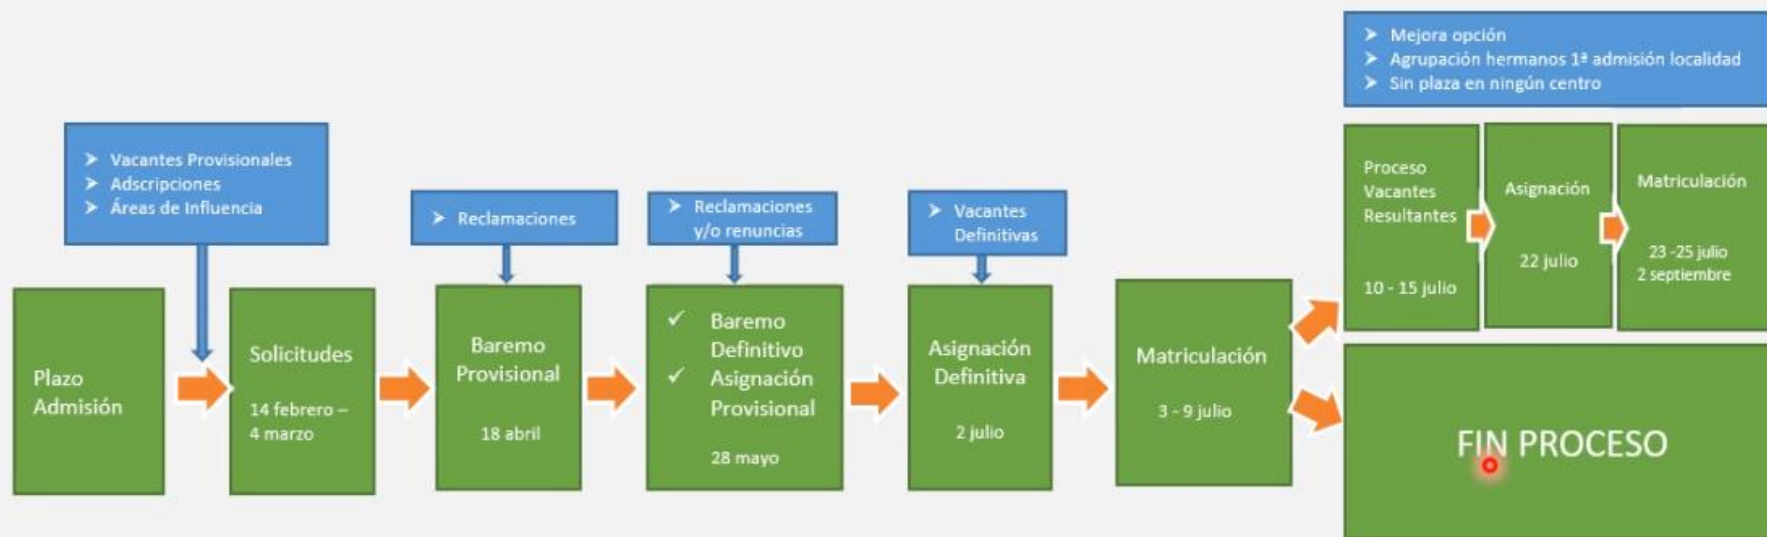 Plazo
Admisión
➤ Vacantes Provisionales
➤ Adscripciones
➤ Áreas de Influencia
Solicitudes
14 febrero –
4 marzo
➤ Reclamaciones
Baremo
Provisional
18 abril
➤ Reclamaciones
y/o renuncias
✓ Baremo
Definitivo
✓ Asignación
Provisional
28 mayo
➤ Vacantes
Definitivas
Asignación
Definitiva
2 julio
Matriculación
3 - 9 julio
➤ Mejora opción
➤ Agrupación hermanos 1ª admisión localidad
➤ Sin plaza en ningún centro
Proceso
Vacantes
Resultantes
10 - 15 julio
Asignación
22 julio
Matriculación
23 -25 julio
2 septiembre
FIN PROCESO